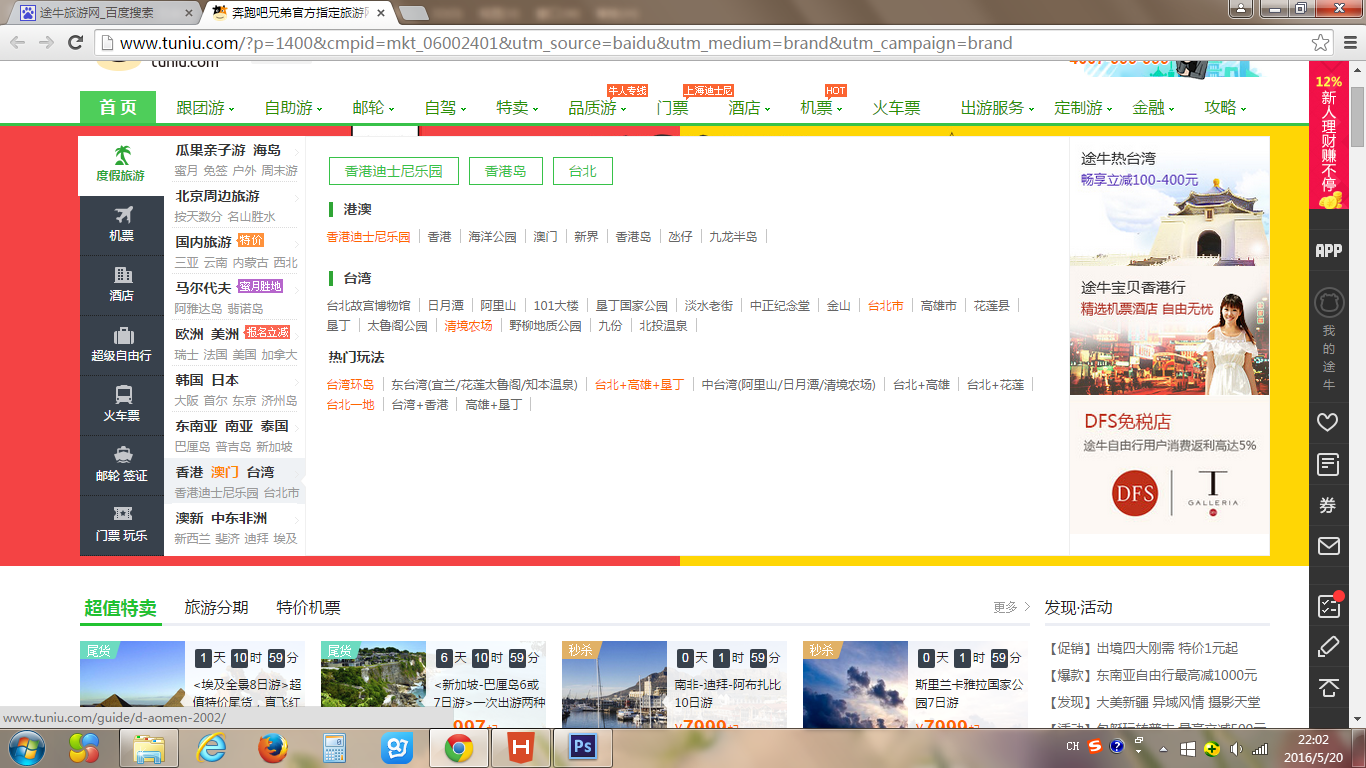 途牛旅游网_百度搜索
奔跑吧兄弟官方指定旅游网
www.tuniu.com/?p=1400&cmpid=mkt_06002401&utm_source=baidu&utm_medium=brand&utm_campaign=brand
tuniu.com
牛人专线
上海迪士尼
HOT
首页 跟团游 自助游 邮轮 自驾 特卖 品质游 门票 酒店 机票 火车票 出游服务 定制游 金融 攻略
度假旅游
机票
酒店
超级自由行
火车票
邮轮 签证
门票 玩乐
瓜果亲子游 海岛
蜜月 免签 户外 周末游
北京周边旅游
按天数分 名山胜水
国内旅游 特价
三亚 云南 内蒙古 西北
马尔代夫 蜜月胜地
阿雅达岛 翡诺岛
欧洲 美洲 报名立减
瑞士 法国 美国 加拿大
韩国 日本
大阪 首尔 东京 济州岛
东南亚 南亚 泰国
巴厘岛 普吉岛 新加坡
香港 澳门 台湾
香港迪士尼乐园 台北市
澳新 中东非洲
新西兰 斐济 迪拜 埃及
香港迪士尼乐园 香港岛 台北
港澳
香港迪士尼乐园 香港 海洋公园 澳门 新界 香港岛 氹仔 九龙半岛
台湾
台北故宫博物馆 日月潭 阿里山 101大楼 垦丁国家公园 淡水老街 中正纪念堂 金山 台北市 高雄市 花莲县
垦丁 太鲁阁公园 清境农场 野柳地质公园 九份 北投温泉
热门玩法
台湾环岛 东台湾(宜兰/花莲太鲁阁/知本温泉) 台北+高雄+垦丁 中台湾(阿里山/日月潭/清境农场) 台北+高雄 台北+花莲
台北一地 台湾+香港 高雄+垦丁
途牛热台湾
畅享立减100-400元
途牛宝贝香港行
精选机票酒店 自由无忧
DFS免税店
途牛自由行用户消费返利高达5%
DFS
T
GALLERIA
DFS
12%
新人理财赚不停
APP
我的途牛
券
超值特卖 旅游分期 特价机票
更多
发现·活动
尾货
1天10时59分
<埃及全景8日游>超
值特价尾货，直飞红
尾货
6天10时59分
<新加坡-巴厘岛6或
7日游>一次出游两种
秒杀
0天1时59分
南非-迪拜-阿布扎比
10日游
¥7999
秒杀
0天1时59分
斯里兰卡雅拉国家公
园7日游
¥7999
【促销】出境四大刚需 特价1元起
【爆款】东南亚自由行最高减1000元
【发现】大美新疆 异域风情 摄影天堂
www.tuniu.com/guide/d-aomen-2002/
CH
22:02
2016/5/20